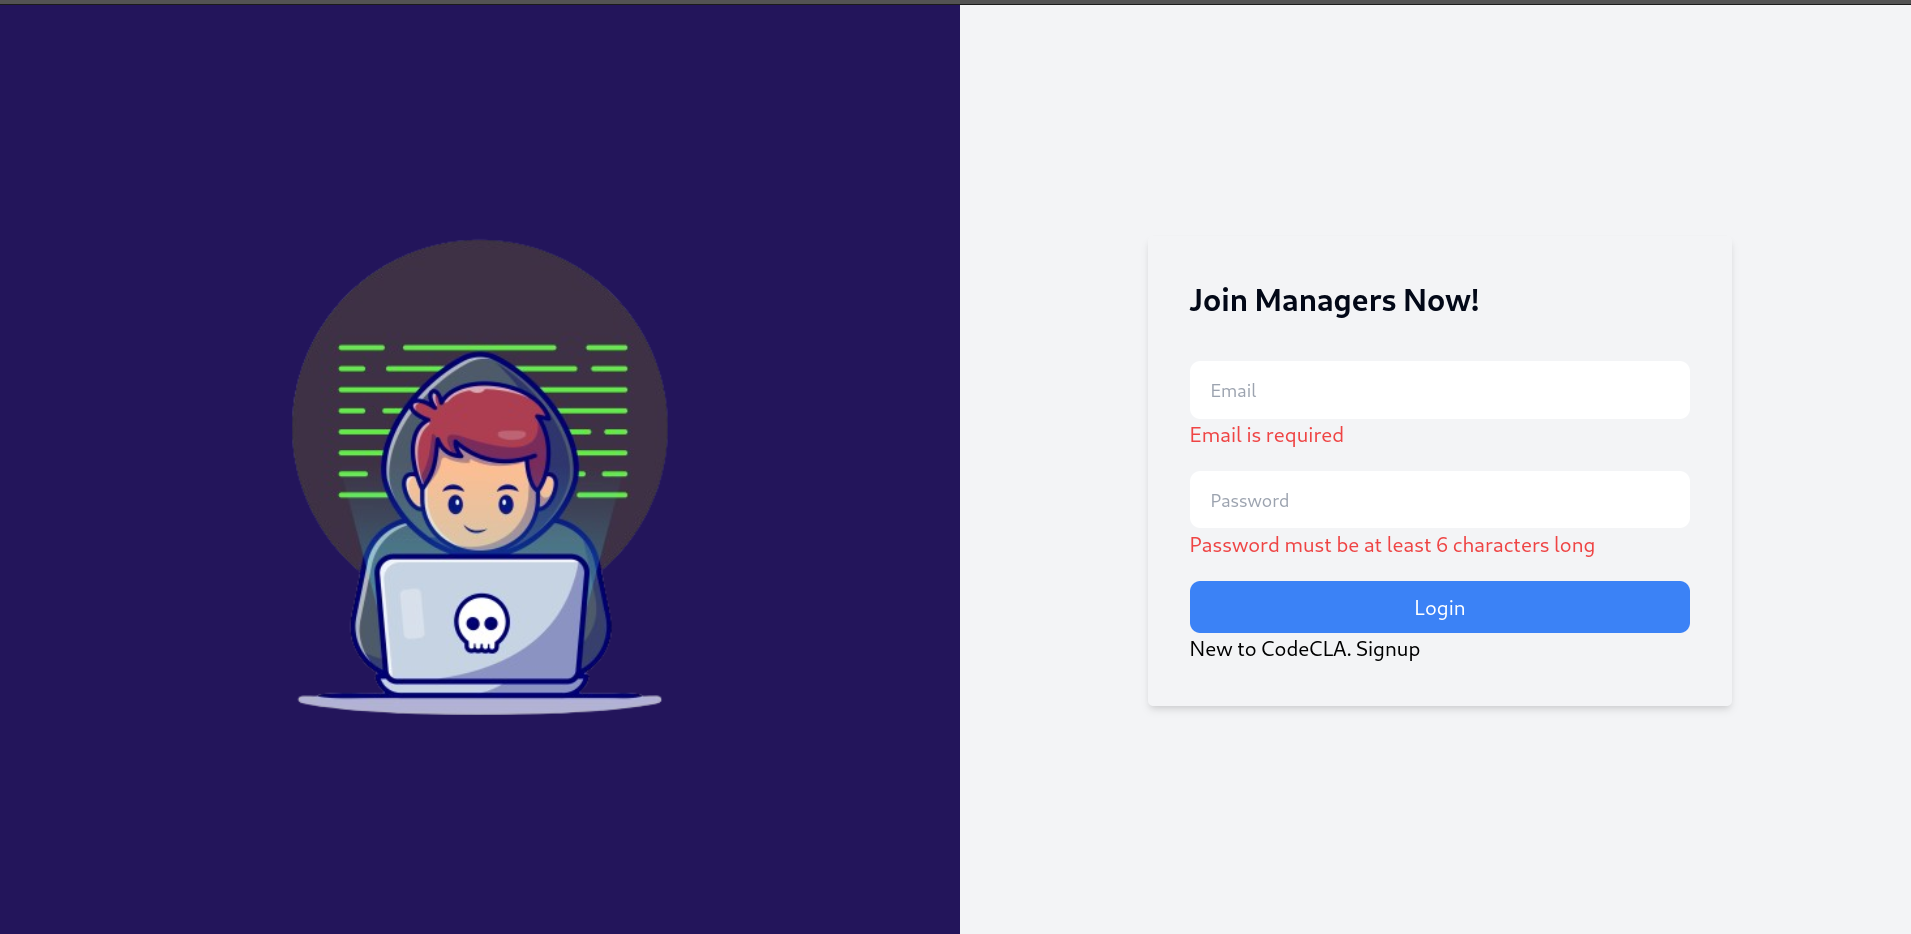 Join Managers Now!
Email
Email is required
Password
Password must be at least 6 characters long
Login
New to CodeCLA. Signup